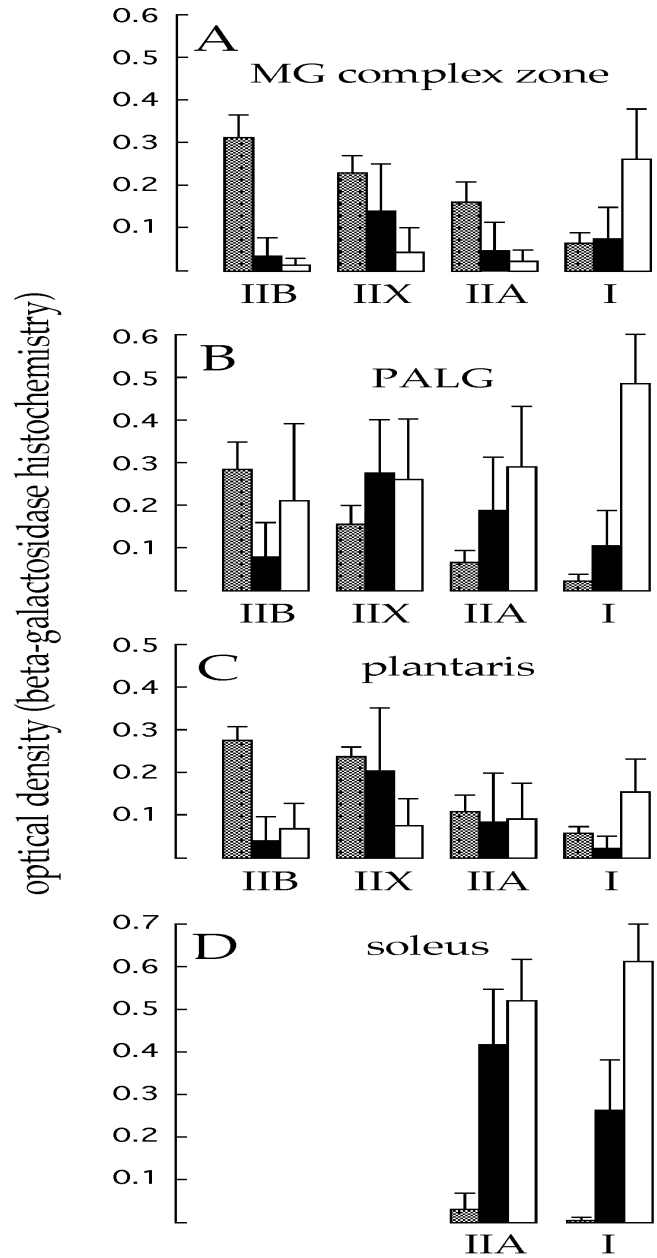 optical density (beta-galactosidase histochemistry)
A
MG complex zone
0.6
0.5
0.4
0.3
0.2
0.1
IIB IIX IIA I
B
PALG
0.6
0.5
0.4
0.3
0.2
0.1
IIB IIX IIA I
C
plantaris
0.5
0.4
0.3
0.2
0.1
IIB IIX IIA I
D
soleus
0.7
0.6
0.5
0.4
0.3
0.2
0.1
IIA I